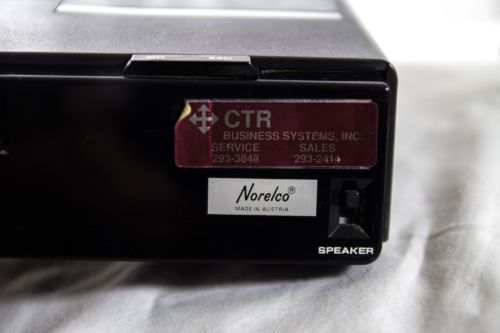 CTR
BUSINESS SYSTEMS, INC.
SERVICE SALES
293-3848 293-2414
Norelco®
MADE IN AUSTRIA
SPEAKER